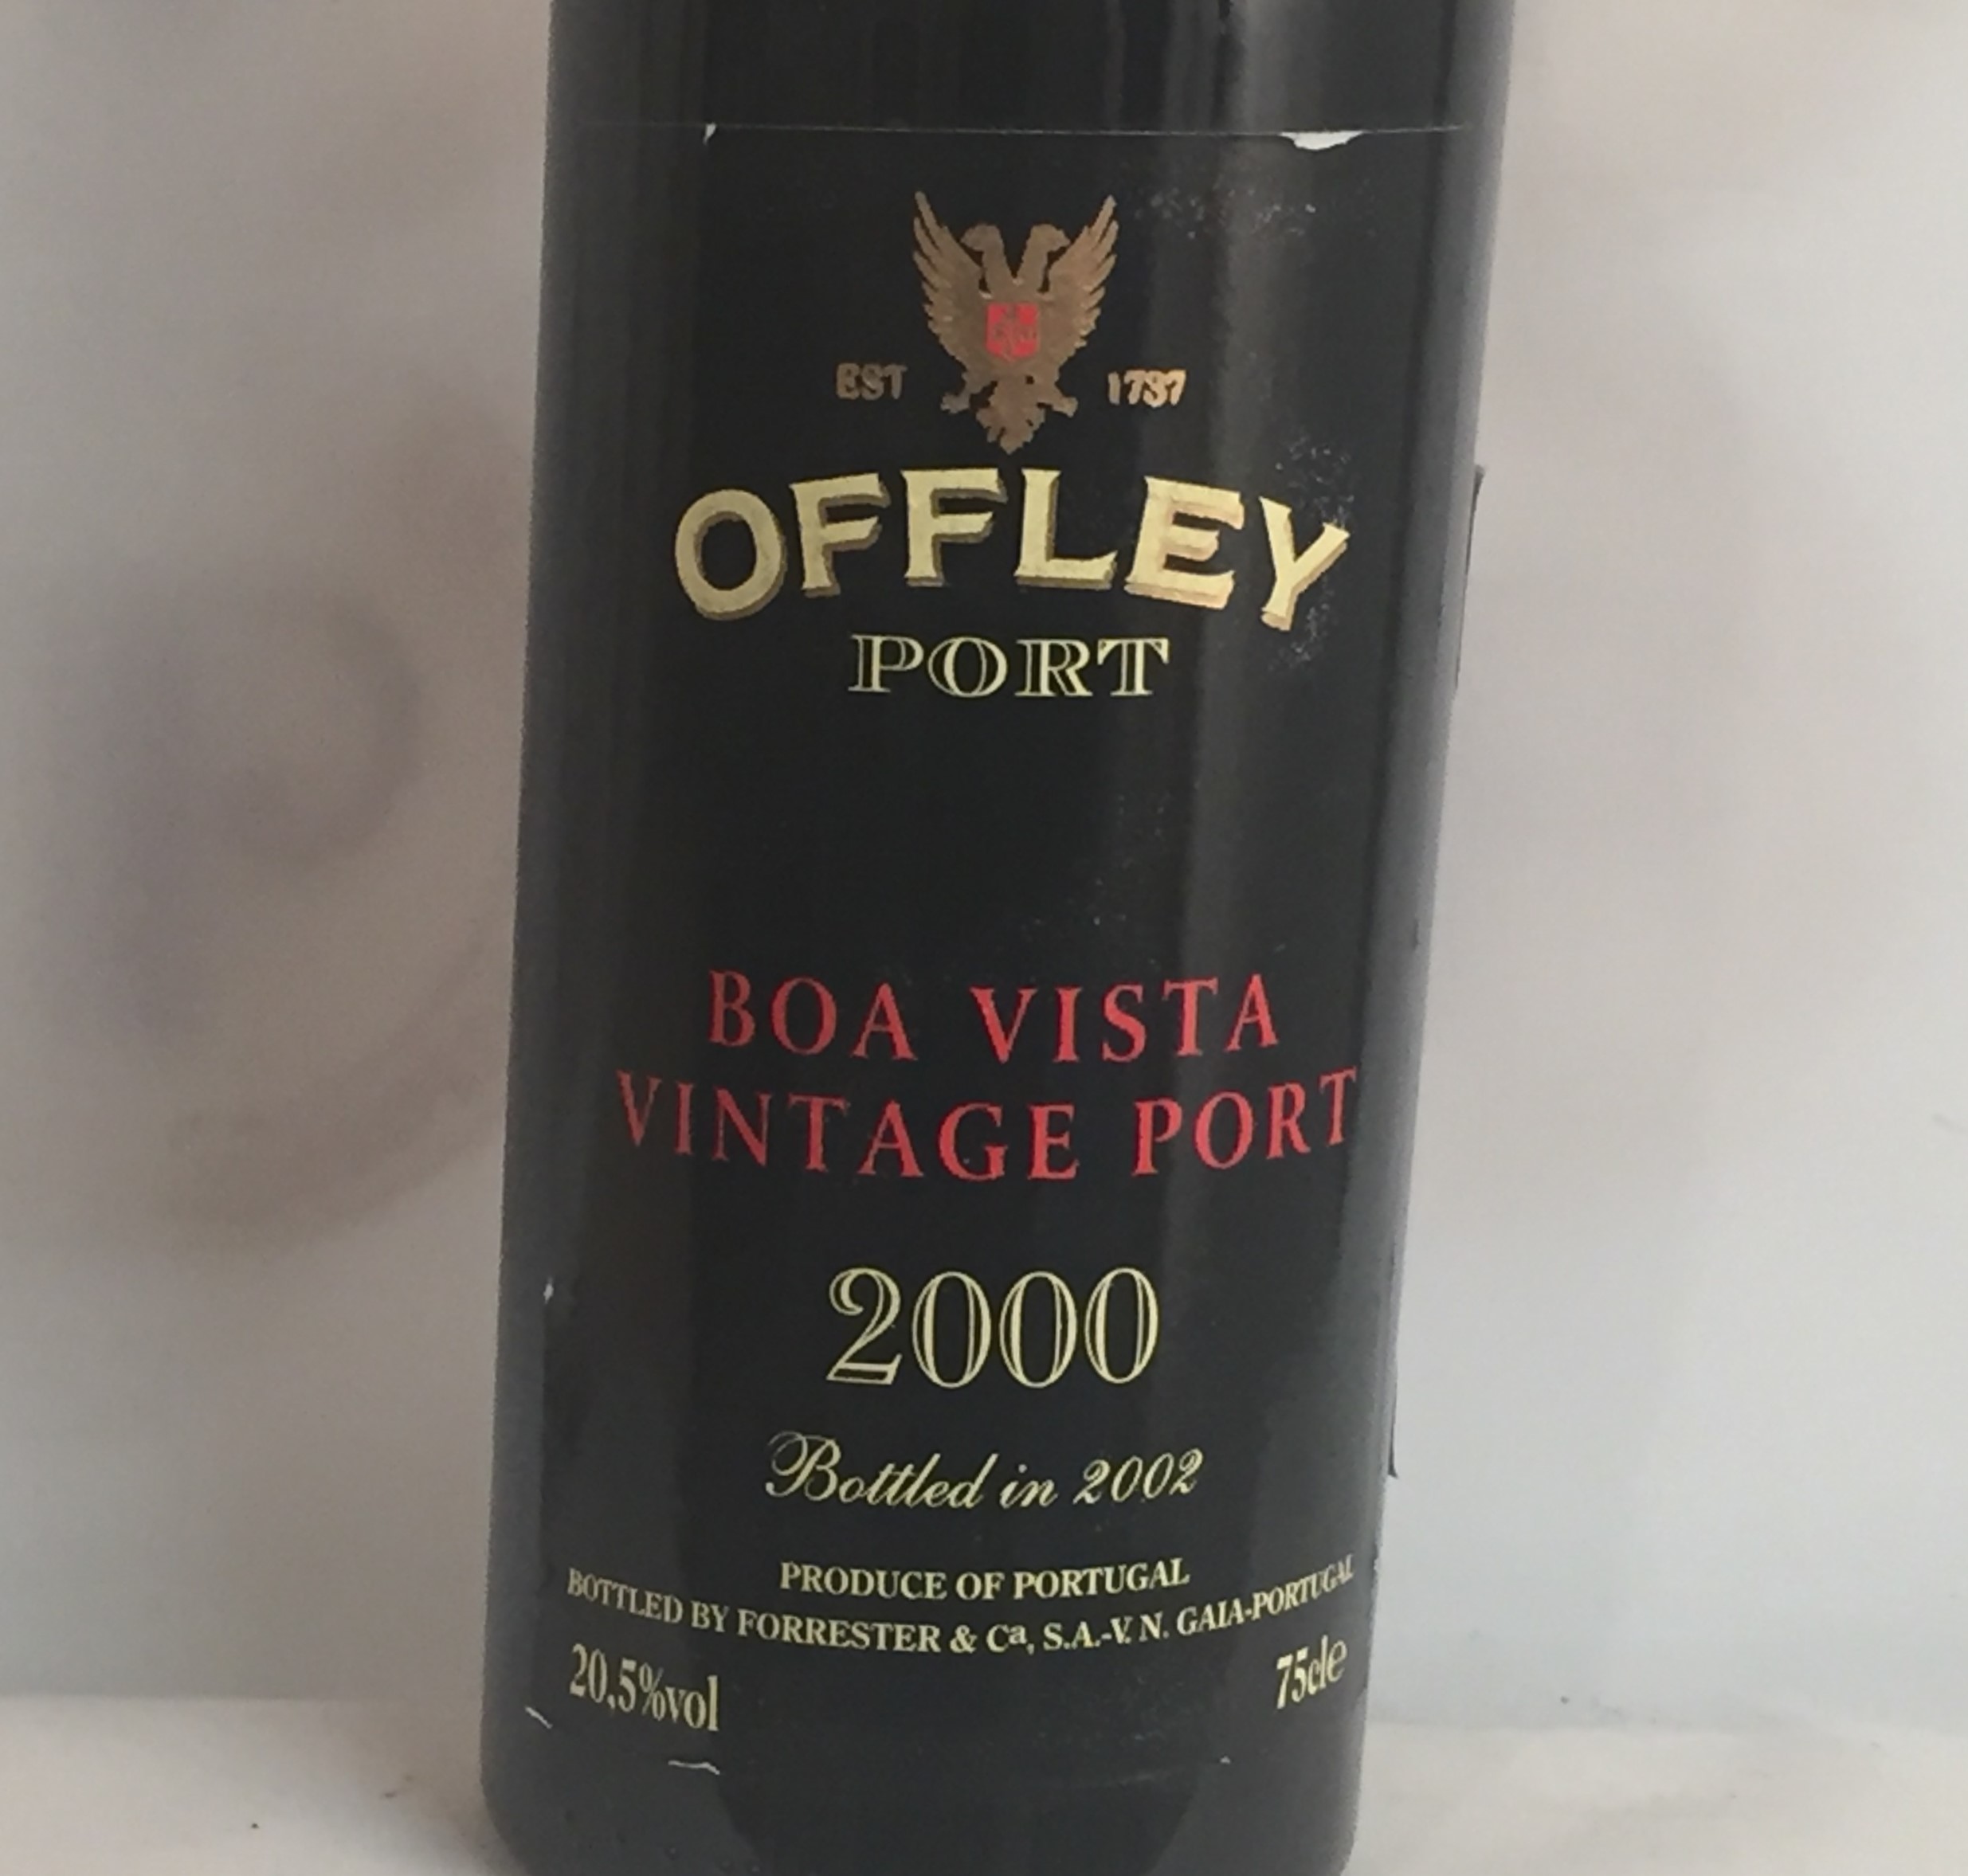 EST 1737
OFFLEY
PORT
BOA VISTA
VINTAGE PORT
2000
Bottled in 2002
PRODUCE OF PORTUGAL
BOTTLED BY FORRESTER & Ca, S.A.-V. N. GAIA-PORTUGAL
20,5%vol 75cle